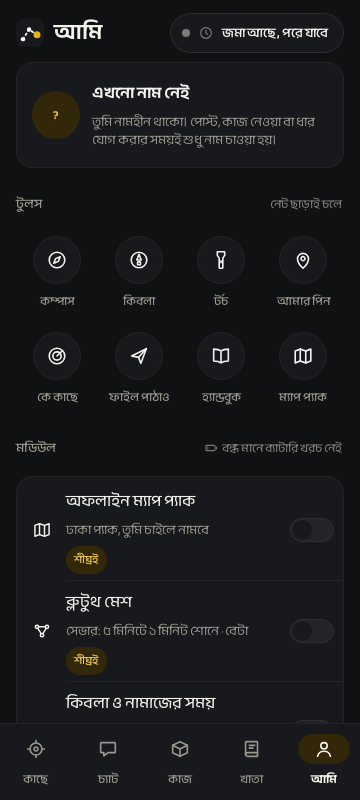 আমি
জমা আছে, পরে যাবে
এখনো নাম নেই
?
তুমি নামহীন থাকো। পোস্ট, কাজ নেওয়া বা ধার
যোগ করার সময়ই শুধু নাম চাওয়া হয়।
টুলস
নেট ছাড়াই চলে
কম্পাস
কিবলা
টর্চ
আমার পিন
কে কাছে
ফাইল পাঠাও
হ্যান্ডবুক
ম্যাপ প্যাক
মডিউল
বন্ধ মানে ব্যাটারি খরচ নেই
অফলাইন ম্যাপ প্যাক
ঢাকা প্যাক, তুমি চাইলে নামবে
শীঘ্রই
ব্লুটুথ মেশ
সেভার: ৫ মিনিটে ১ মিনিট শোনে · বেটা
শীঘ্রই
কিবলা ও নামাজের সময়
কাছে
চ্যাট
কাজ
খাতা
আমি